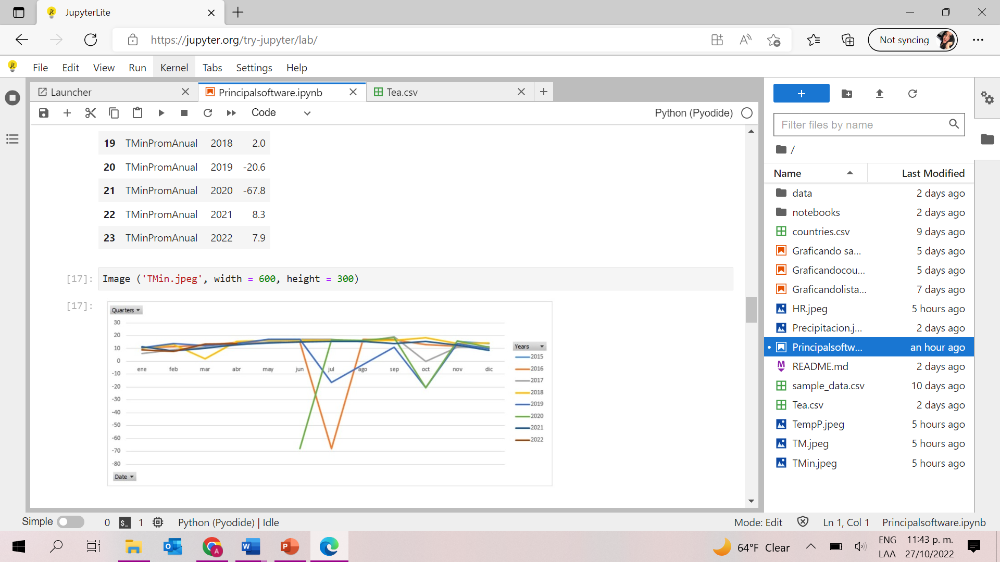 JupyterLite
https://jupyter.org/try-jupyter/lab/
Not syncing
File Edit View Run Kernel Tabs Settings Help
Launcher
Principalsoftware.ipynb
Tea.csv
Code
Python (Pyodide)
19 TMinPromAnual 2018 2.0
20 TMinPromAnual 2019 -20.6
21 TMinPromAnual 2020 -67.8
22 TMinPromAnual 2021 8.3
23 TMinPromAnual 2022 7.9
[17]: Image ('TMin.jpeg', width = 600, height = 300)
[17]:
Quarters
30
20
10
0
ene feb mar abr may jun jul ago sep oct nov dic
-10
-20
-30
-40
-50
-60
-70
-80
Years
2015
2016
2017
2018
2019
2020
2021
2022
Date
Filter files by name
/
Name Last Modified
data 2 days ago
notebooks 2 days ago
countries.csv 9 days ago
Graficando sa... 5 days ago
Graficandocou... 5 days ago
Graficandolista... 7 days ago
HR.jpeg 5 hours ago
Precipitacion.j... 2 days ago
Principalsoftw... an hour ago
README.md 2 days ago
sample_data.csv 10 days ago
Tea.csv 2 days ago
TempP.jpeg 5 hours ago
TM.jpeg 5 hours ago
TMin.jpeg 5 hours ago
Simple 0 $_ 1 Python (Pyodide) | Idle
Mode: Edit Ln 1, Col 1 Principalsoftware.ipynb
64°F Clear
ENG
LAA
11:43 p. m.
27/10/2022